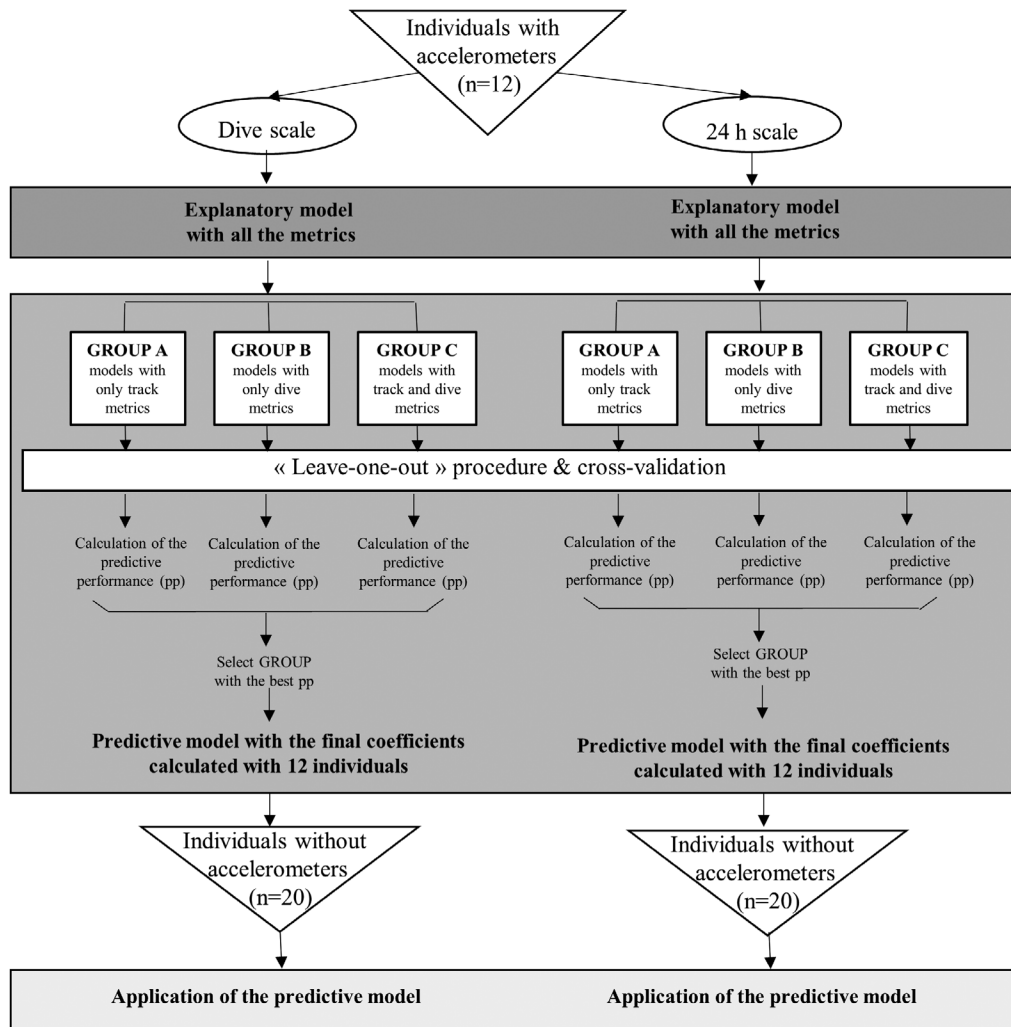 Individuals with
accelerometers
(n=12)
Dive scale
24 h scale
Explanatory model
with all the metrics
Explanatory model
with all the metrics
GROUP A
models with
only track
metrics
GROUP B
models with
only dive
metrics
GROUP C
models with
track and dive
metrics
GROUP A
models with
only track
metrics
GROUP B
models with
only dive
metrics
GROUP C
models with
track and dive
metrics
« Leave-one-out » procedure & cross-validation
Calculation of the
predictive
performance (pp)
Calculation of the
predictive
performance (pp)
Calculation of the
predictive
performance (pp)
Calculation of the
predictive
performance (pp)
Calculation of the
predictive
performance (pp)
Calculation of the
predictive
performance (pp)
Select GROUP
with the best pp
Select GROUP
with the best pp
Predictive model with the final coefficients
calculated with 12 individuals
Predictive model with the final coefficients
calculated with 12 individuals
Individuals without
accelerometers
(n=20)
Individuals without
accelerometers
(n=20)
Application of the predictive model
Application of the predictive model